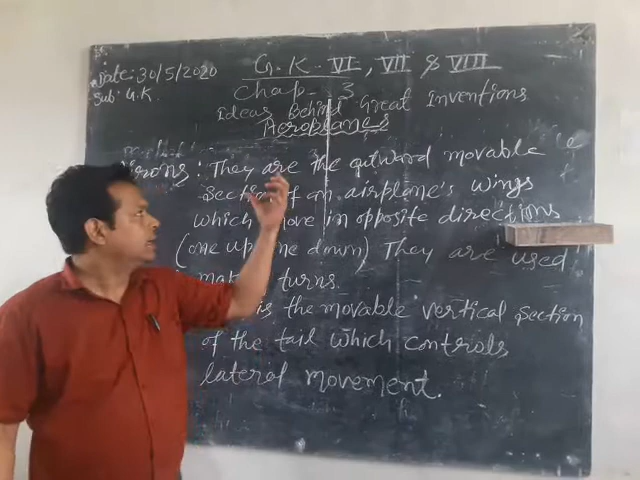 Date: 30/5/2020
Sub: G.K
G.K. VI, VII & VIII
Chap - 3
Ideas Behind Great Inventions
Aeroplanes
rons: They are the outward movable
section of an airplane's wings
which move in opposite directions
(one up one down) They are used
make turns.
is the movable vertical section
of the tail which controls
lateral movement.